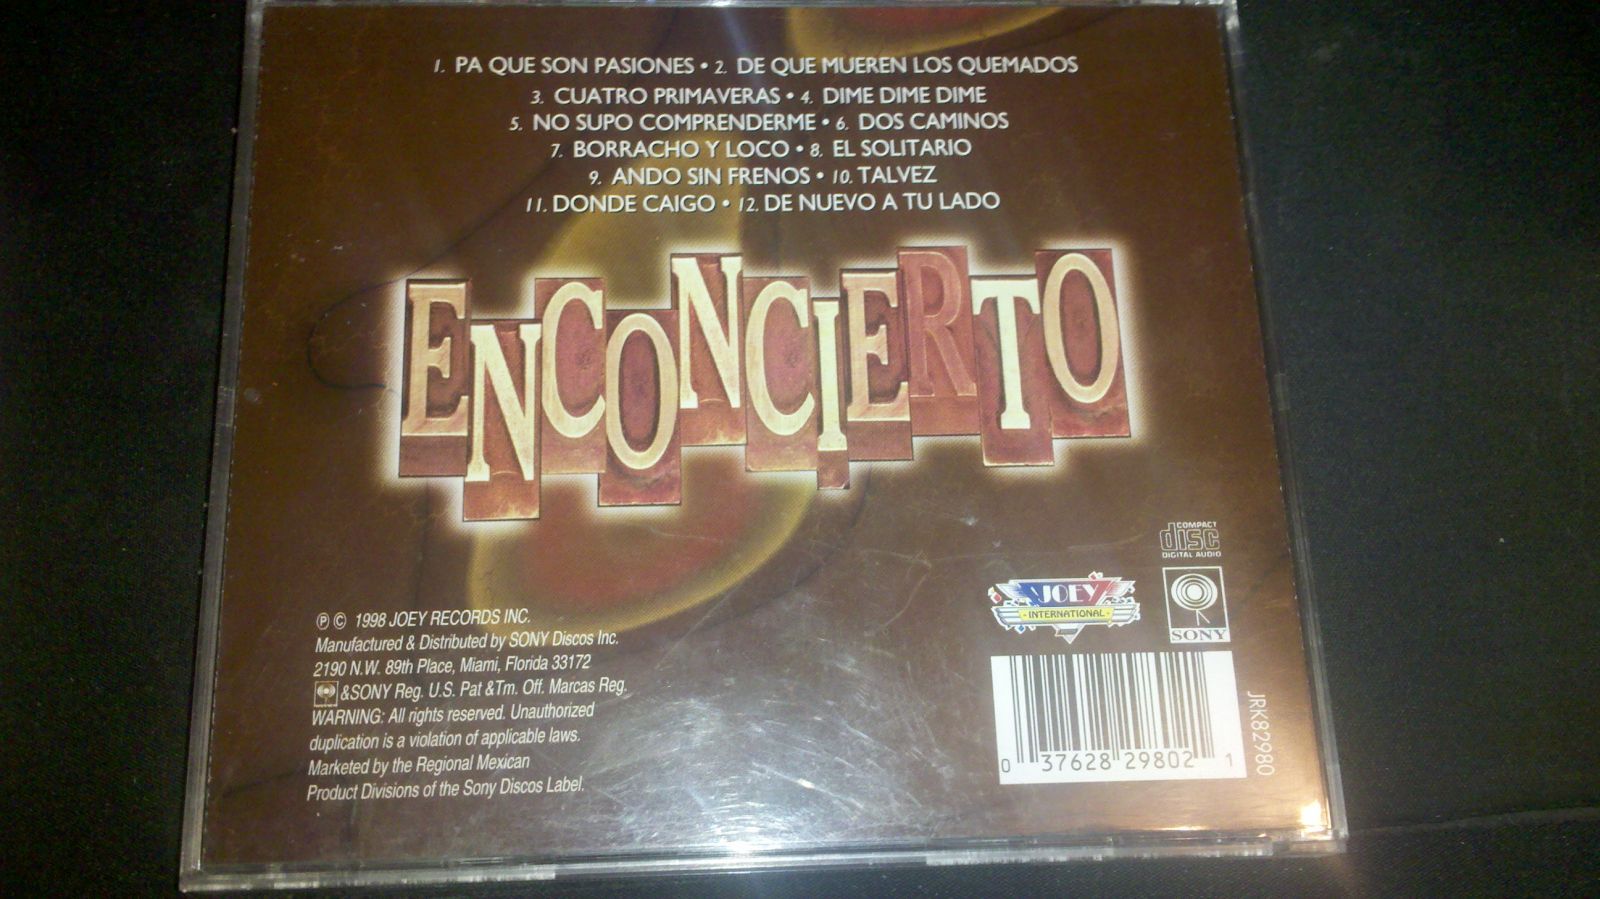 1. PA QUE SON PASIONES • 2. DE QUE MUEREN LOS QUEMADOS
3. CUATRO PRIMAVERAS • 4. DIME DIME DIME
5. NO SUPO COMPRENDERME • 6. DOS CAMINOS
7. BORRACHO Y LOCO • 8. EL SOLITARIO
9. ANDO SIN FRENOS • 10. TALVEZ
11. DONDE CAIGO • 12. DE NUEVO A TU LADO
ENCONCIERTO
℗ © 1998 JOEY RECORDS INC.
Manufactured & Distributed by SONY Discos Inc.
2190 N.W. 89th Place, Miami, Florida 33172
&SONY Reg. U.S. Pat &Tm. Off. Marcas Reg.
WARNING: All rights reserved. Unauthorized
duplication is a violation of applicable laws.
Marketed by the Regional Mexican
Product Divisions of the Sony Discos Label.
COMPACT
disc
DIGITAL AUDIO
JOEY
INTERNATIONAL
SONY
0 37628 29802 1
JRK82980